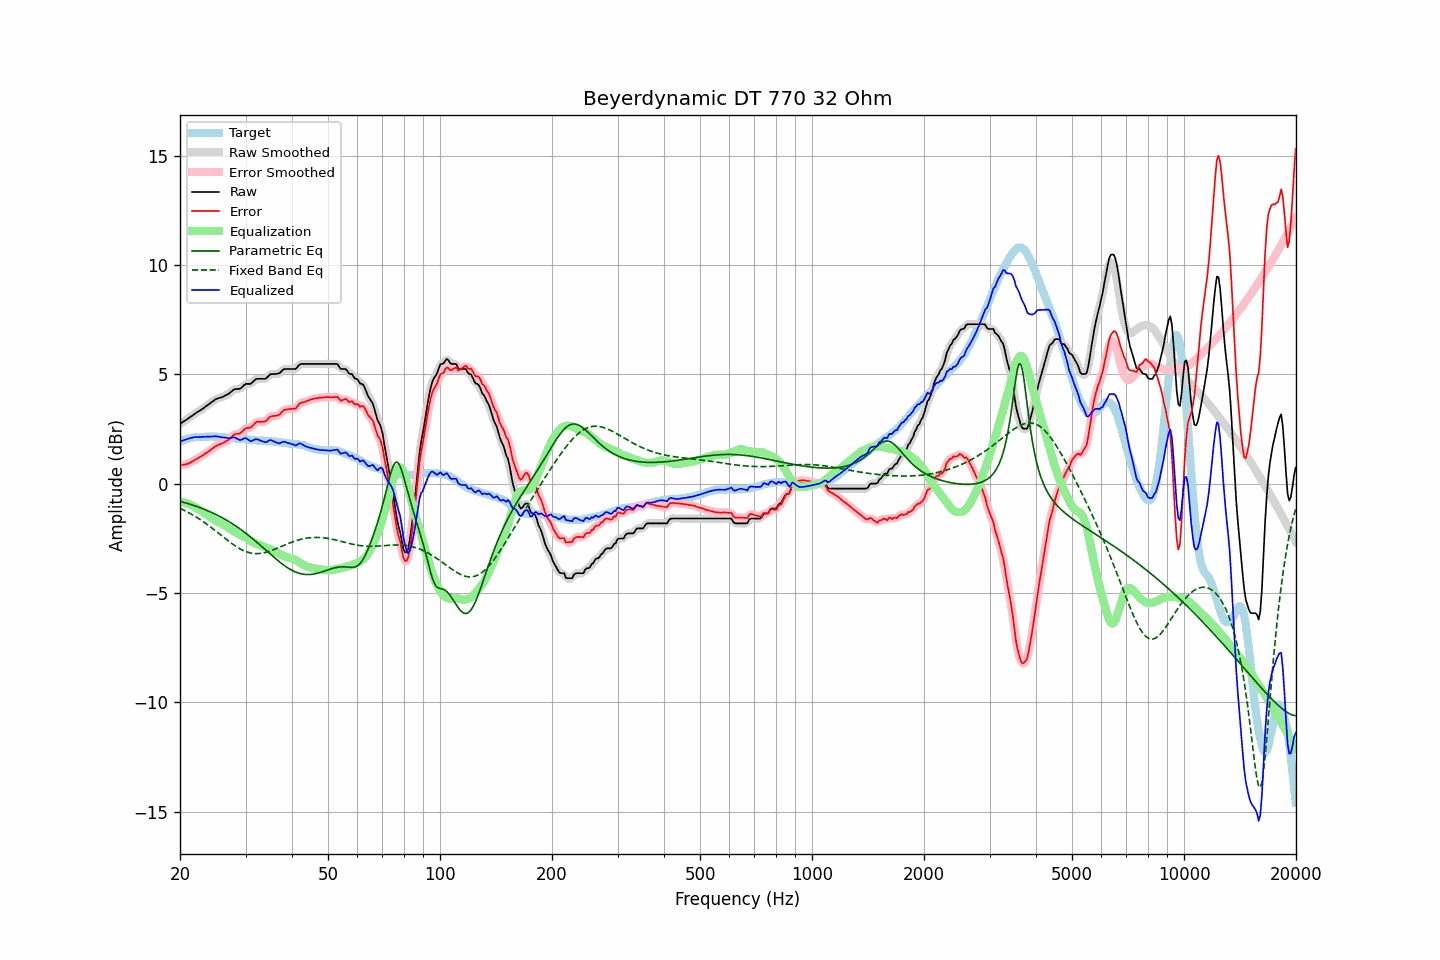 Beyerdynamic DT 770 32 Ohm
Target
Raw Smoothed
Error Smoothed
Raw
Error
Equalization
Parametric Eq
Fixed Band Eq
Equalized
15
10
5
0
−5
−10
−15
Amplitude (dBr)
20
50
100
200
500
1000
2000
5000
10000
20000
Frequency (Hz)